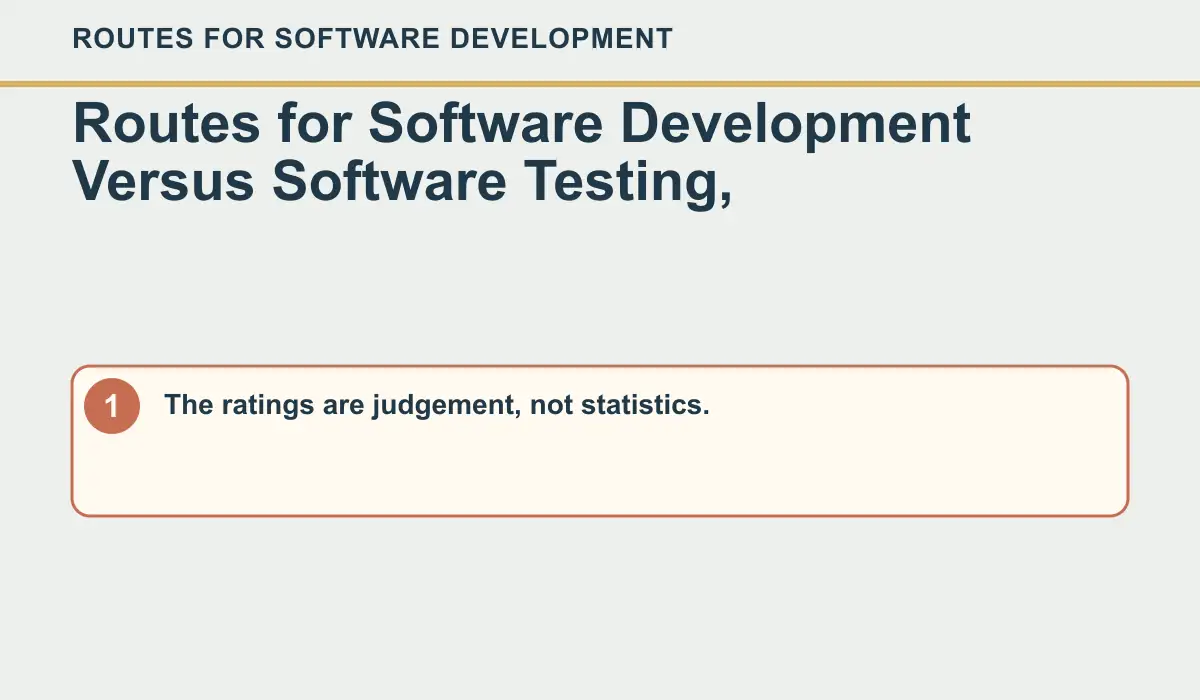 ROUTES FOR SOFTWARE DEVELOPMENT
Routes for Software Development
Versus Software Testing,
1 The ratings are judgement, not statistics.